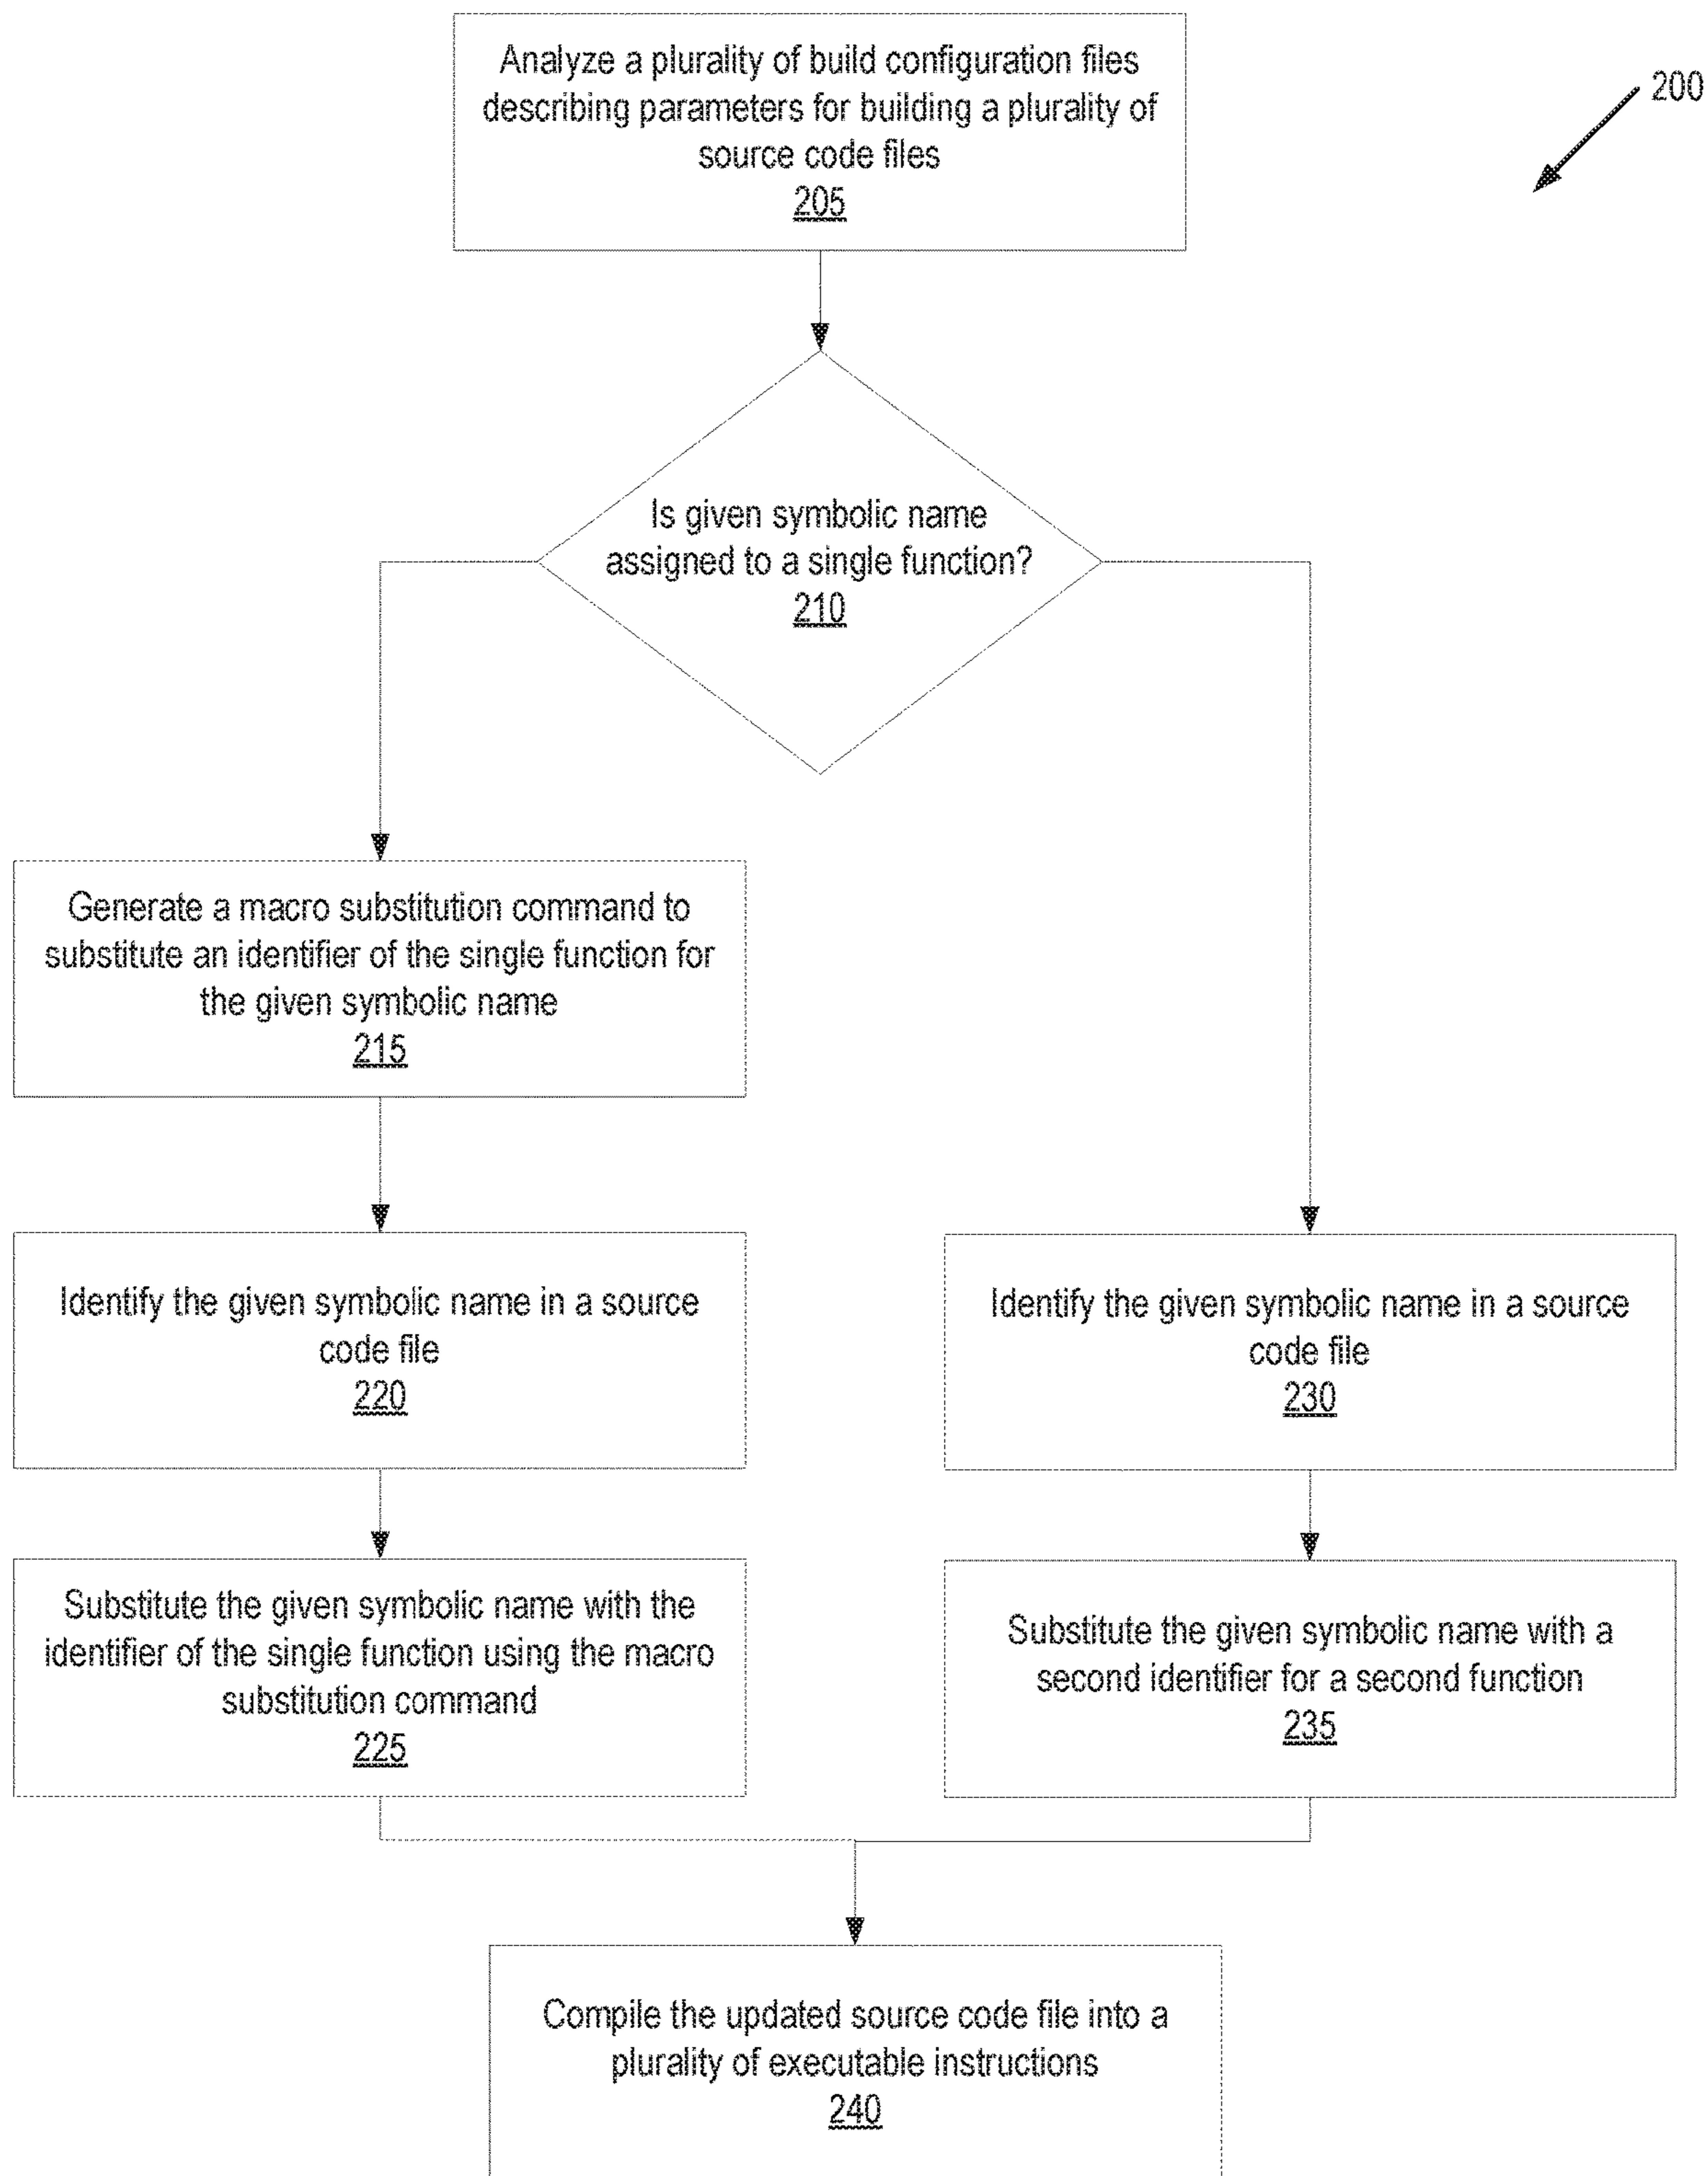 Analyze a plurality of build configuration files
describing parameters for building a plurality of
source code files
205
200
Is given symbolic name
assigned to a single function?
210
Generate a macro substitution command to
substitute an identifier of the single function for
the given symbolic name
215
Identify the given symbolic name in a source
code file
220
Identify the given symbolic name in a source
code file
230
Substitute the given symbolic name with the
identifier of the single function using the macro
substitution command
225
Substitute the given symbolic name with a
second identifier for a second function
235
Compile the updated source code file into a
plurality of executable instructions
240